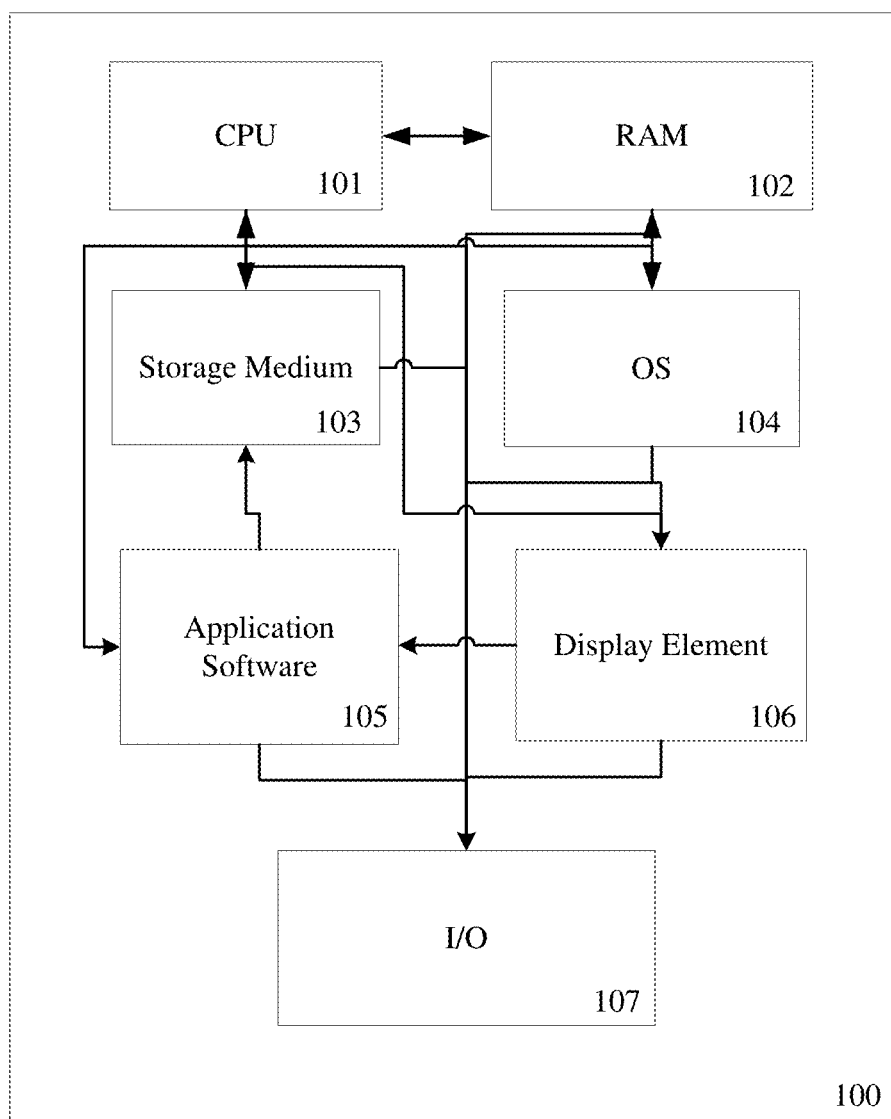 CPU
101
RAM
102
Storage Medium
103
OS
104
Application
Software
105
Display Element
106
I/O
107
100